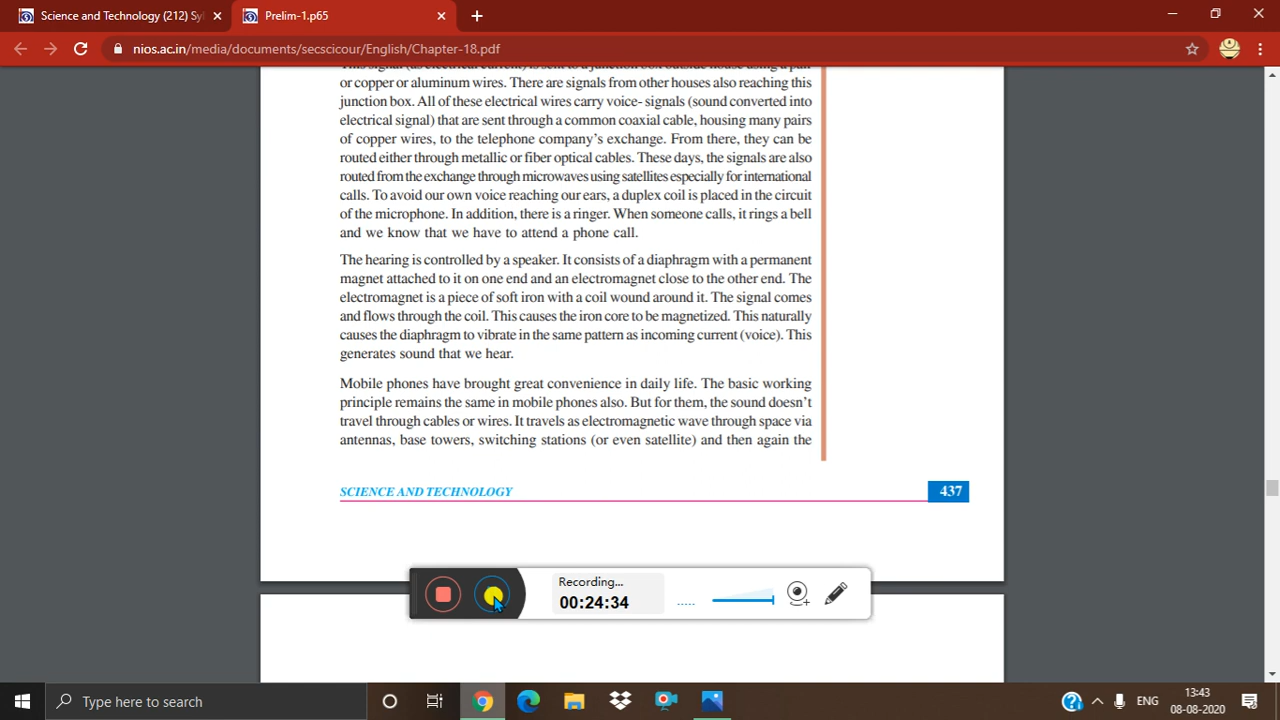 Science and Technology (212) Syl
Prelim-1.p65
nios.ac.in/media/documents/secscicour/English/Chapter-18.pdf
This signal (as electrical current) is sent to a junction box outside house using a pair
or copper or aluminum wires. There are signals from other houses also reaching this
junction box. All of these electrical wires carry voice- signals (sound converted into
electrical signal) that are sent through a common coaxial cable, housing many pairs
of copper wires, to the telephone company's exchange. From there, they can be
routed either through metallic or fiber optical cables. These days, the signals are also
routed from the exchange through microwaves using satellites especially for international
calls. To avoid our own voice reaching our ears, a duplex coil is placed in the circuit
of the microphone. In addition, there is a ringer. When someone calls, it rings a bell
and we know that we have to attend a phone call.
The hearing is controlled by a speaker. It consists of a diaphragm with a permanent
magnet attached to it on one end and an electromagnet close to the other end. The
electromagnet is a piece of soft iron with a coil wound around it. The signal comes
and flows through the coil. This causes the iron core to be magnetized. This naturally
causes the diaphragm to vibrate in the same pattern as incoming current (voice). This
generates sound that we hear.
Mobile phones have brought great convenience in daily life. The basic working
principle remains the same in mobile phones also. But for them, the sound doesn't
travel through cables or wires. It travels as electromagnetic wave through space via
antennas, base towers, switching stations (or even satellite) and then again the
SCIENCE AND TECHNOLOGY
437
Recording...
00:24:34
Type here to search
ENG
13:43
08-08-2020